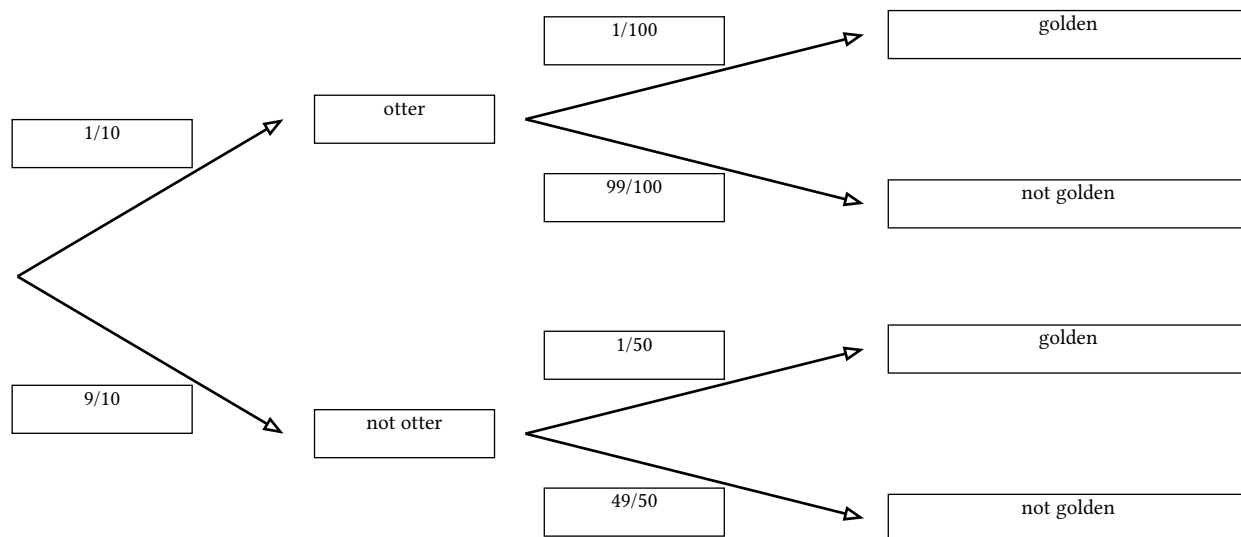 1/100
golden
otter
1/10
99/100
not golden
1/50
golden
9/10
not otter
49/50
not golden